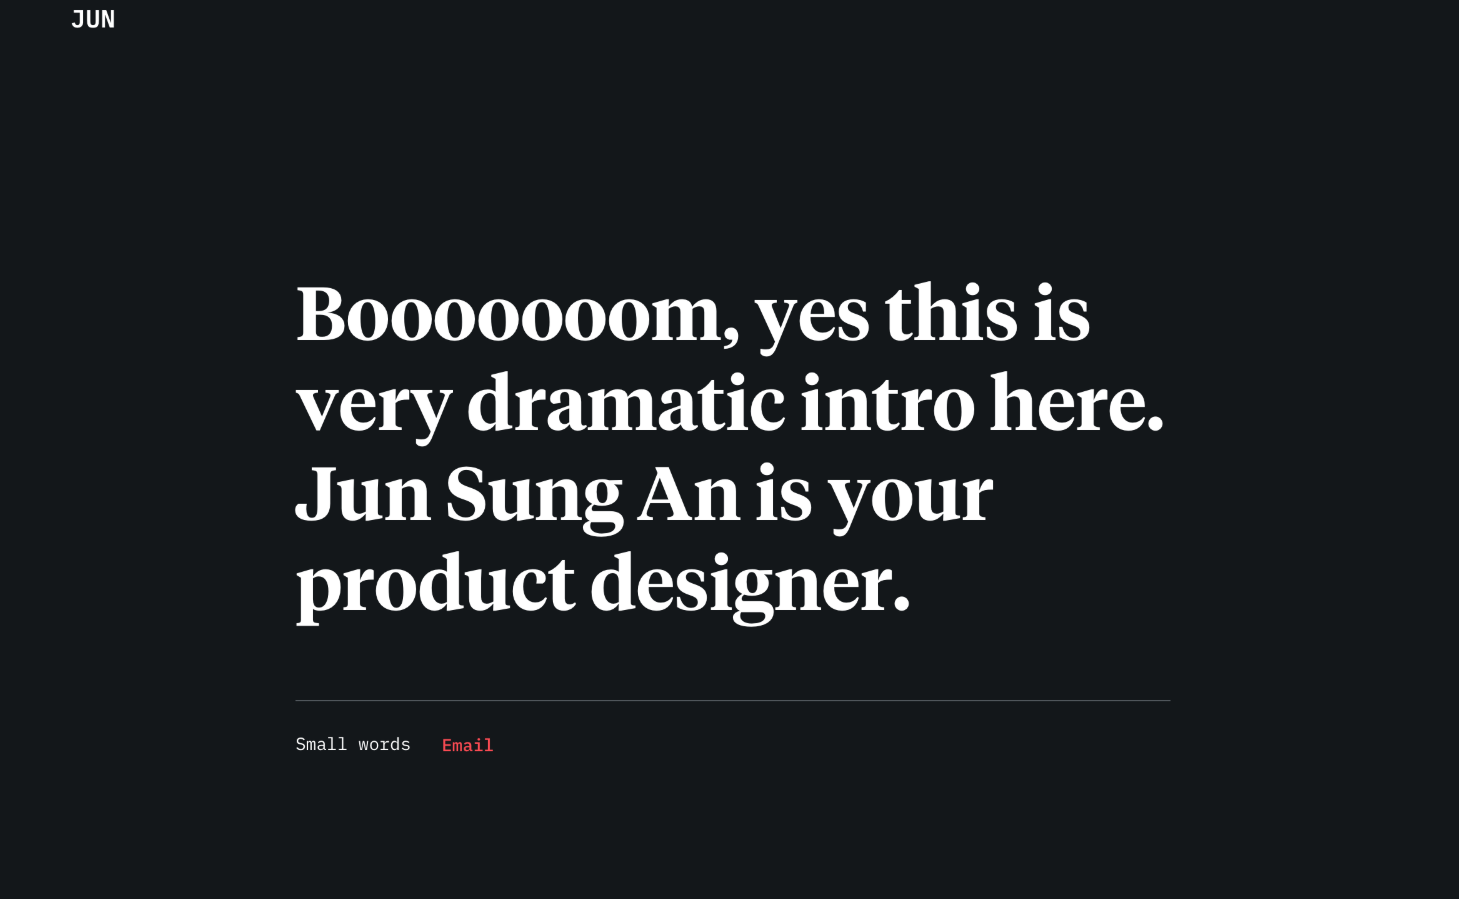 JUN
Booooooom, yes this is
very dramatic intro here.
Jun Sung An is your
product designer.
Small words Email